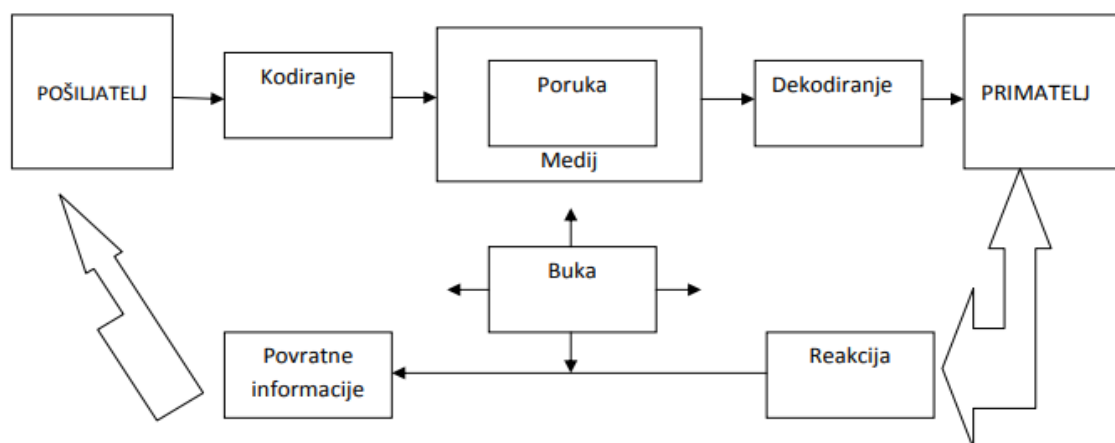 POŠILJATELJ
Kodiranje
Poruka
Medij
Dekodiranje
PRIMATELJ
Buka
Povratne
informacije
Reakcija